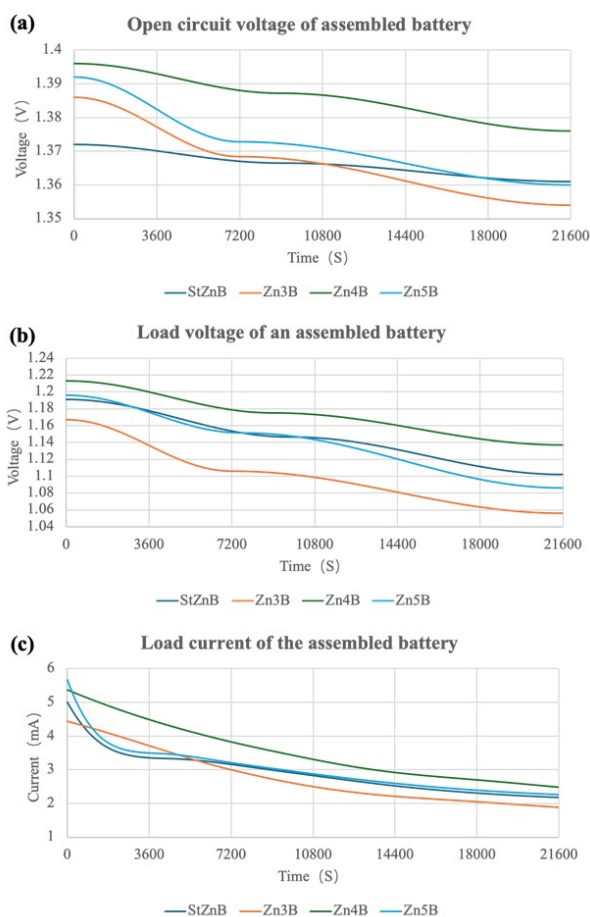 (a) Open circuit voltage of assembled battery
1.4
1.39
1.38
1.37
1.36
1.35
Voltage (V)
0 3600 7200 10800 14400 18000 21600
Time (S)
StZnB Zn3B Zn4B Zn5B
(b) Load voltage of an assembled battery
1.24
1.22
1.2
1.18
1.16
1.14
1.12
1.1
1.08
1.06
1.04
Voltage (V)
0 3600 7200 10800 14400 18000 21600
Time (S)
StZnB Zn3B Zn4B Zn5B
(c) Load current of the assembled battery
6
5
4
3
2
1
Current (mA)
0 3600 7200 10800 14400 18000 21600
Time (S)
StZnB Zn3B Zn4B Zn5B